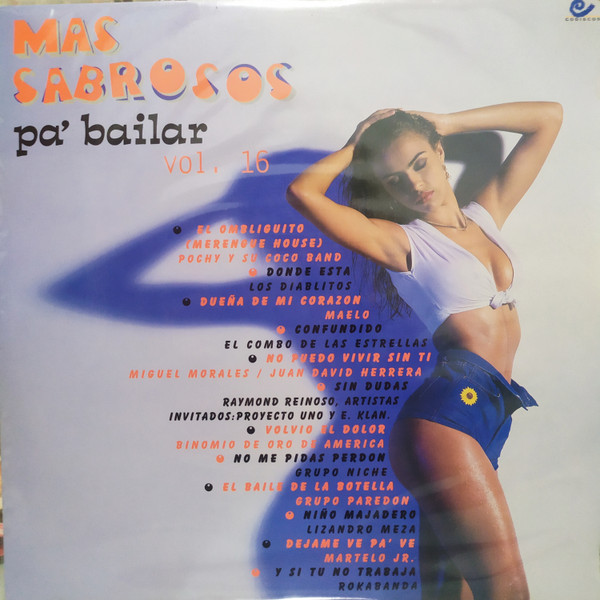 MAS
SABROSOS
pa' bailar
vol. 16
CODISCOS
EL OMBLIGUITO
(MERENGUE HOUSE)
POCHY Y SU COCO BAND
DONDE ESTA
LOS DIABLITOS
DUEÑA DE MI CORAZON
MAELO
CONFUNDIDO
EL COMBO DE LAS ESTRELLAS
NO PUEDO VIVIR SIN TI
MIGUEL MORALES / JUAN DAVID HERRERA
SIN DUDAS
RAYMOND REINOSO, ARTISTAS
INVITADOS: PROYECTO UNO Y E. KLAN.
VOLVIO EL DOLOR
BINOMIO DE ORO DE AMERICA
NO ME PIDAS PERDON
GRUPO NICHE
EL BAILE DE LA BOTELLA
GRUPO PAREDON
NIÑO MAJADERO
LIZANDRO MEZA
DEJAME VE PA' VE
MARTELO JR.
Y SI TU NO TRABAJA
ROKABANDA